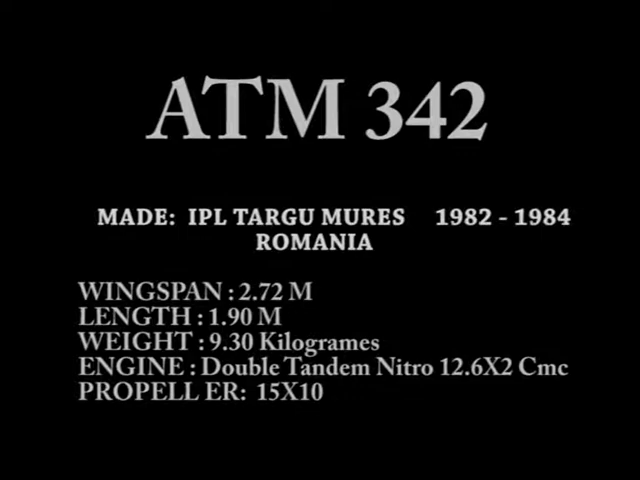 ATM 342
MADE: IPL TARGU MURES 1982 - 1984
ROMANIA
WINGSPAN : 2.72 M
LENGTH : 1.90 M
WEIGHT : 9.30 Kilogrames
ENGINE : Double Tandem Nitro 12.6X2 Cmc
PROPELL ER: 15X10